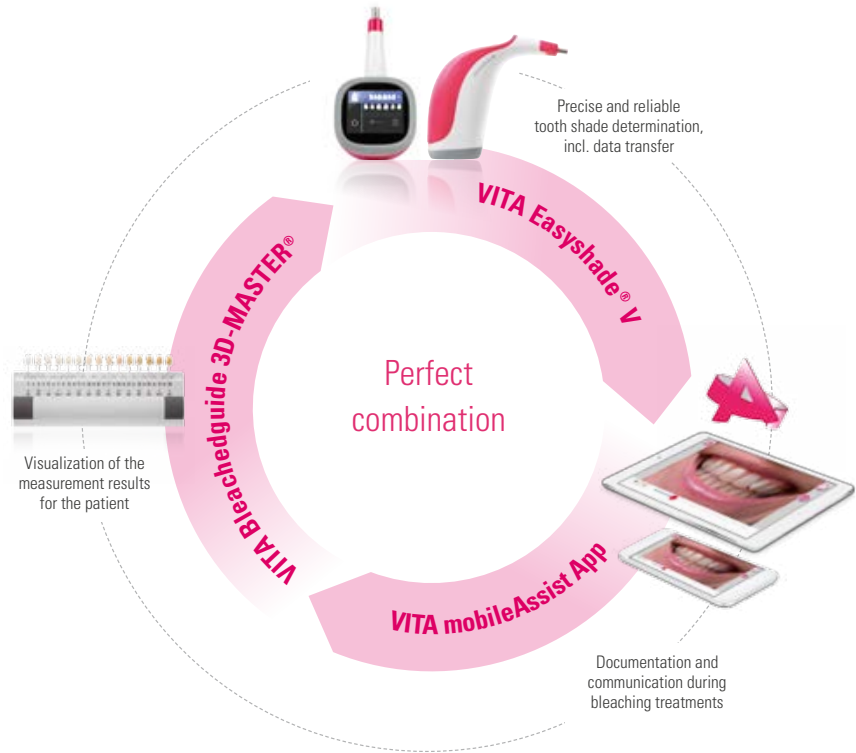 Precise and reliable
tooth shade determination,
incl. data transfer
VITA Easyshade® V
VITA Bleachedguide 3D-MASTER®
Perfect
combination
Visualization of the
measurement results
for the patient
VITA mobileAssist App
Documentation and
communication during
bleaching treatments